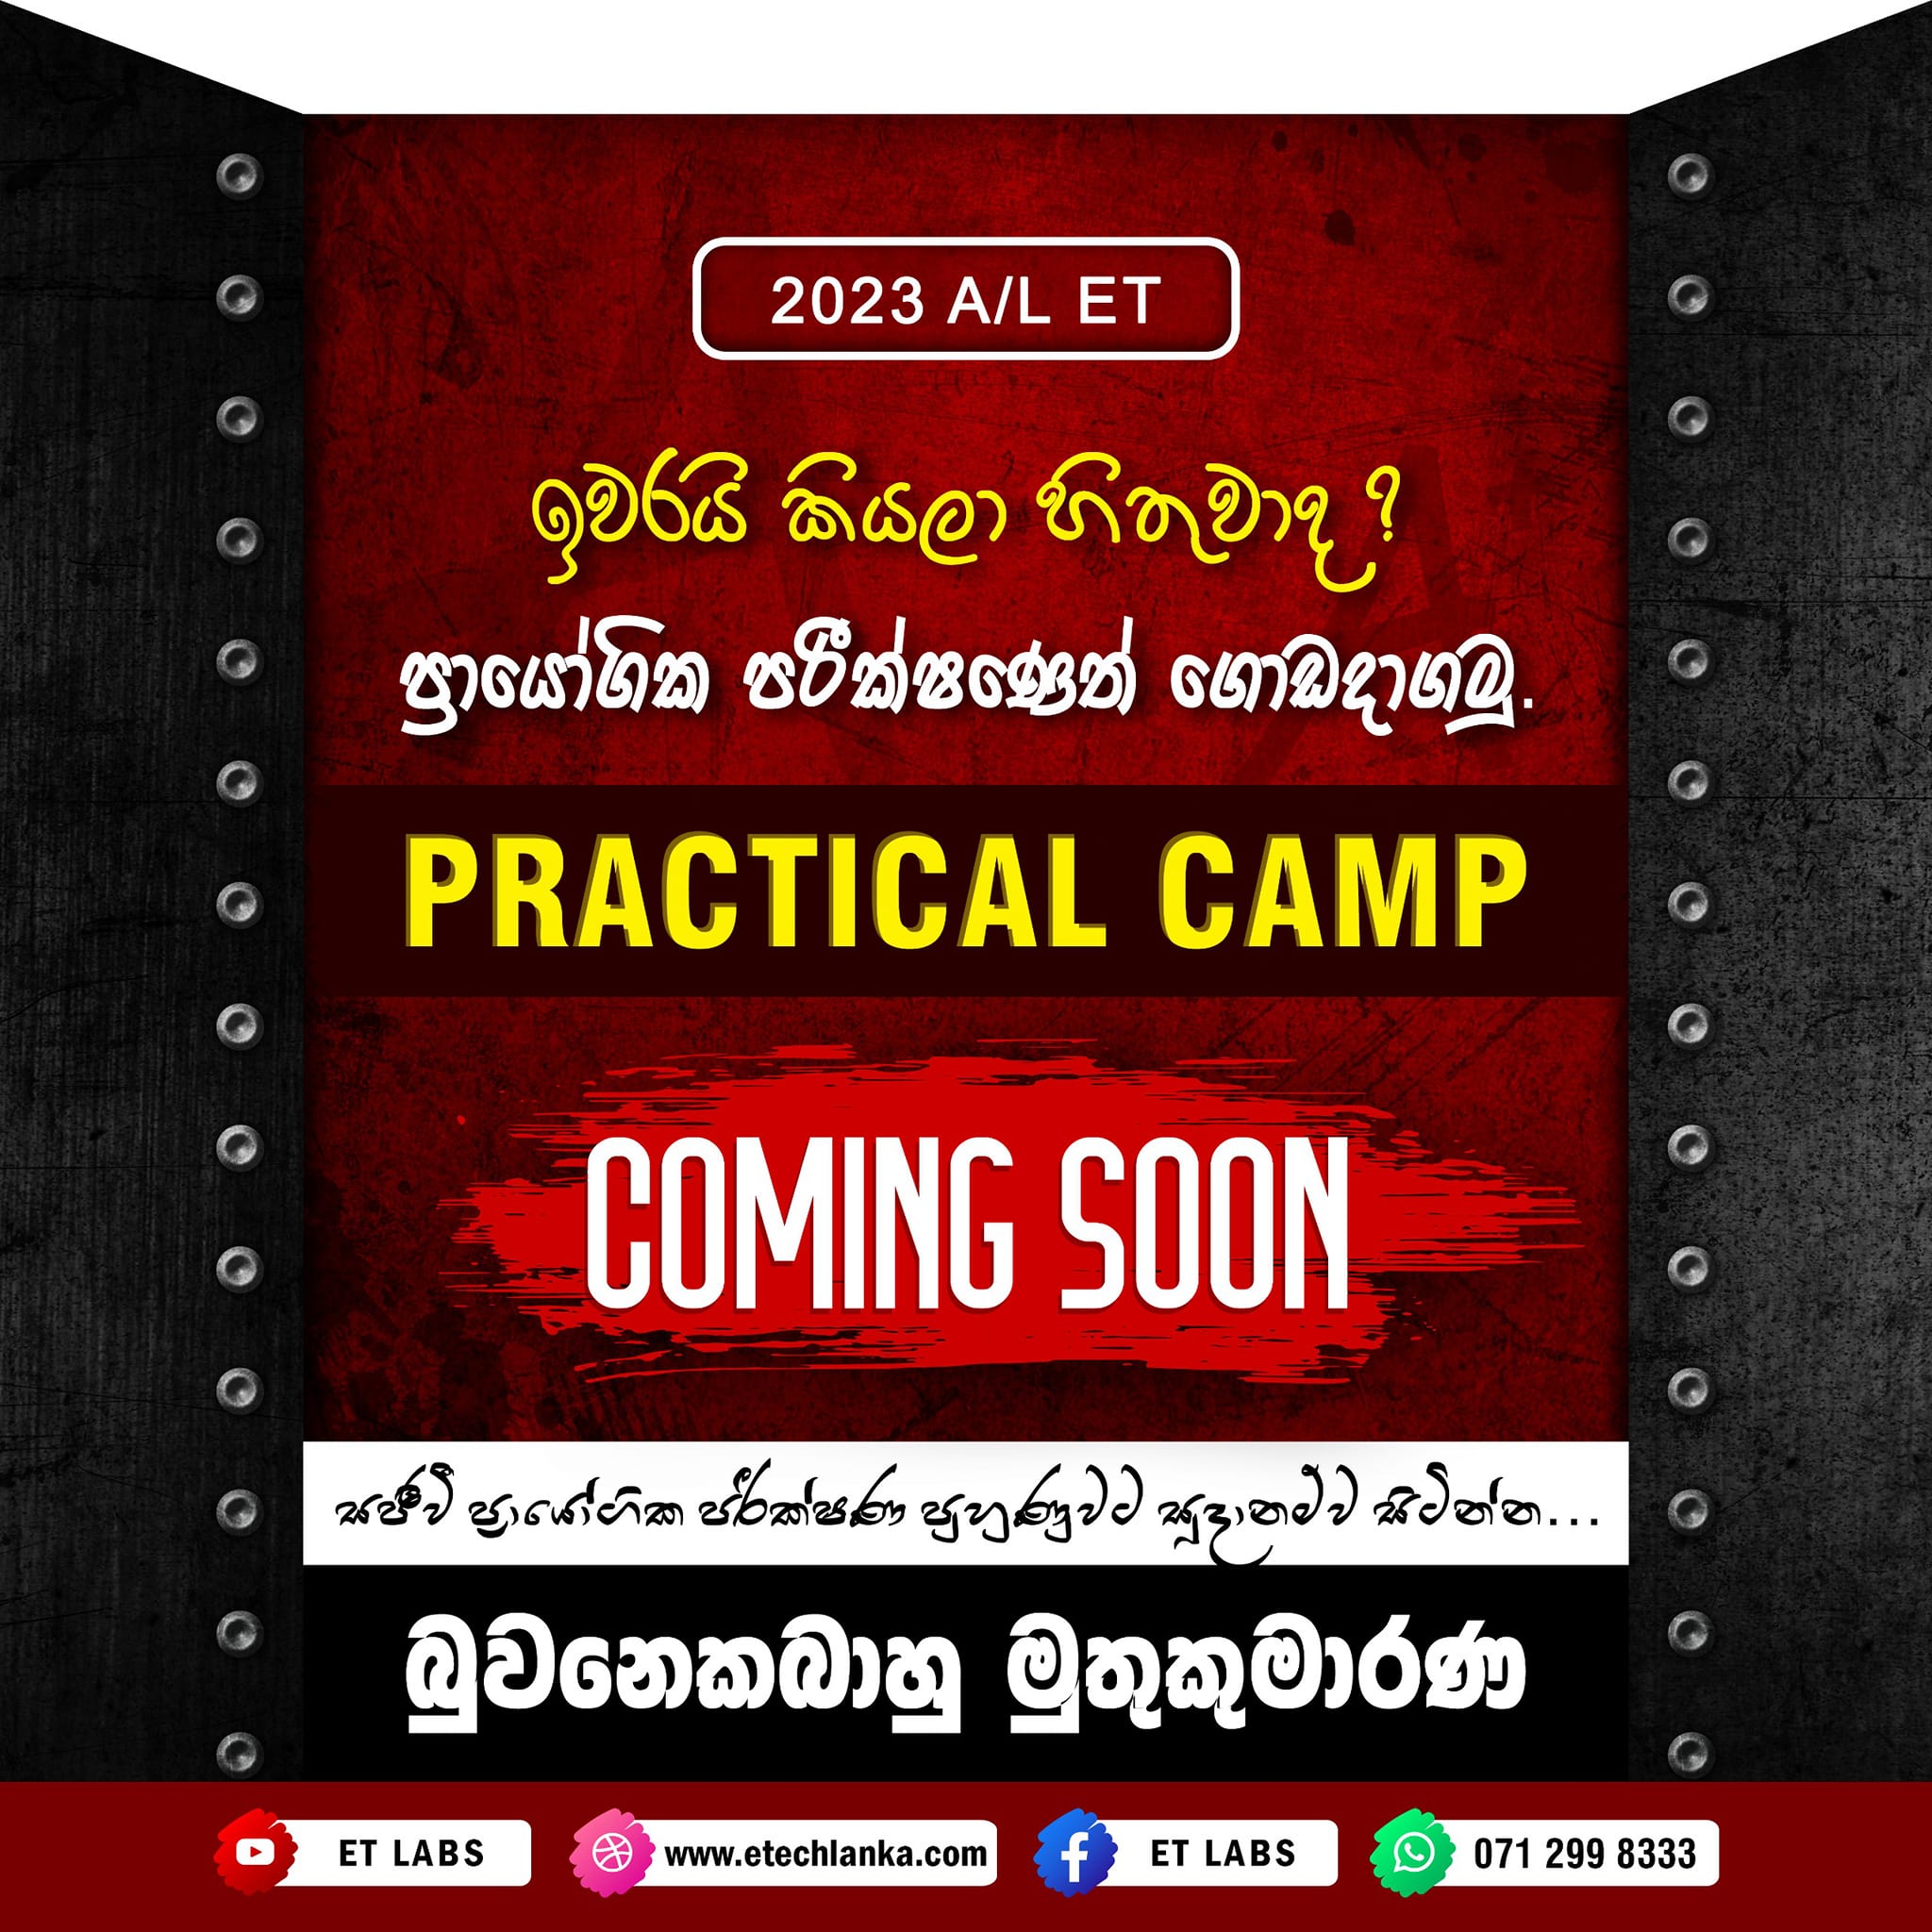 2023 A/L ET
ඉවරයි කියලා හිතුවාද ?
ප්‍රායෝගික පරීක්ෂණෙත් ගොඩදාගමු.
PRACTICAL CAMP
COMING SOON
සජීවී ප්‍රායෝගික පරීක්ෂණ පුහුණුවට සූදානම්ව සිටින්න...
බුවනෙකබාහු මුතුකුමාරණ
ET LABS
www.etechlanka.com
ET LABS
071 299 8333